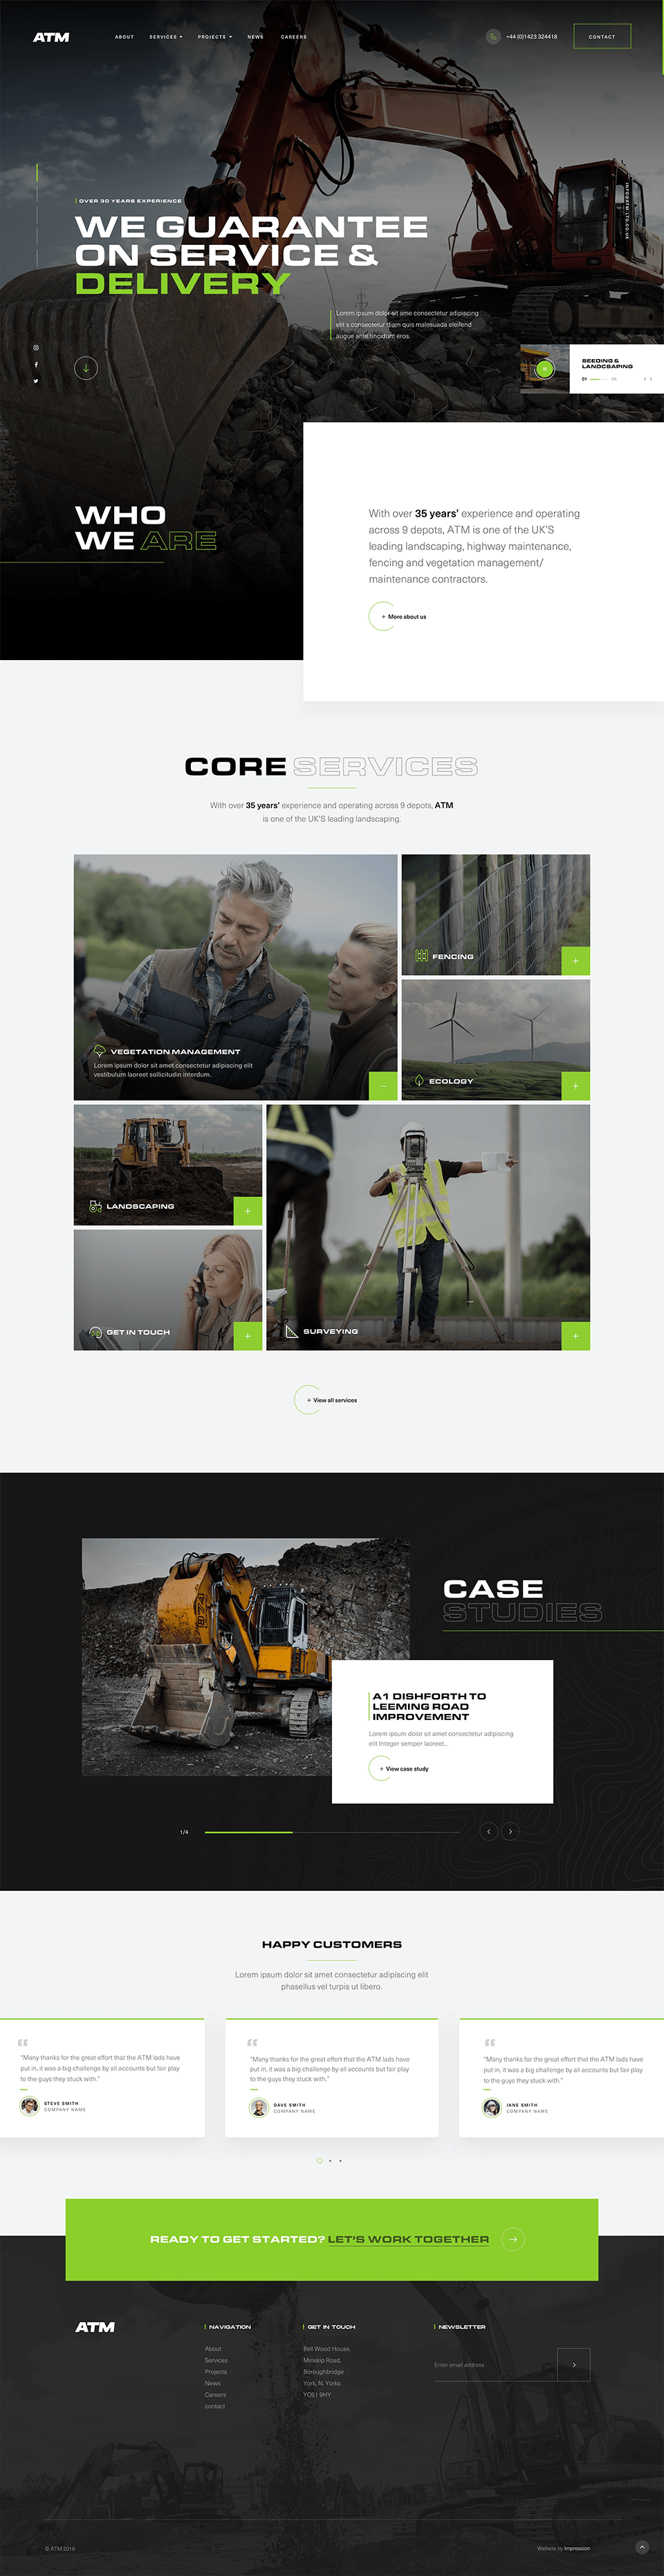 ATM
ABOUT
SERVICES
PROJECTS
NEWS
CAREERS
+44 (0)1423 324418
CONTACT
OVER 30 YEARS EXPERIENCE
WE GUARANTEE
ON SERVICE &
DELIVERY
Lorem ipsum dolor sit ame consectetur adipiscing
elit a consectetur diam quis malesuada eleifend
augue ante tincidunt eros.
SEEDING &
LANDCSAPING
01
WHO
WE ARE
With over 35 years' experience and operating
across 9 depots, ATM is one of the UK'S
leading landscaping, highway maintenance,
fencing and vegetation management/
maintenance contractors.
+ More about us
CORE SERVICES
With over 35 years' experience and operating across 9 depots, ATM
is one of the UK'S leading landscaping.
VEGETATION MANAGEMENT
Lorem ipsum dolor sit amet consectetur adipiscing elit
vestibulum laoreet sollicitudin interdum.
FENCING
ECOLOGY
LANDSCAPING
GET IN TOUCH
SURVEYING
+ View all services
CASE
STUDIES
A1 DISHFORTH TO
LEEMING ROAD
IMPROVEMENT
Lorem ipsum dolor sit amet consectetur adipiscing
elit Integer semper laoreet...
+ View case study
1/4
HAPPY CUSTOMERS
Lorem ipsum dolor sit amet consectetur adipiscing elit
phasellus vel turpis ut libero.
"Many thanks for the great effort that the ATM lads have
put in, it was a big challenge by all accounts but fair play
to the guys they stuck with."
STEVE SMITH
COMPANY NAME
"Many thanks for the great effort that the ATM lads have
put in, it was a big challenge by all accounts but fair play
to the guys they stuck with."
DAVE SMITH
COMPANY NAME
"Many thanks for the great effort that the ATM lads have
put in, it was a big challenge by all accounts but fair play
to the guys they stuck with."
JANE SMITH
COMPANY NAME
READY TO GET STARTED? LET'S WORK TOGETHER
ATM
NAVIGATION
About
Services
Projects
News
Careers
contact
GET IN TOUCH
Bell Wood House,
Minskip Road,
Boroughbridge
York, N. Yorks
YO51 9HY
NEWSLETTER
Enter email address
© ATM 2019
Website by Impression